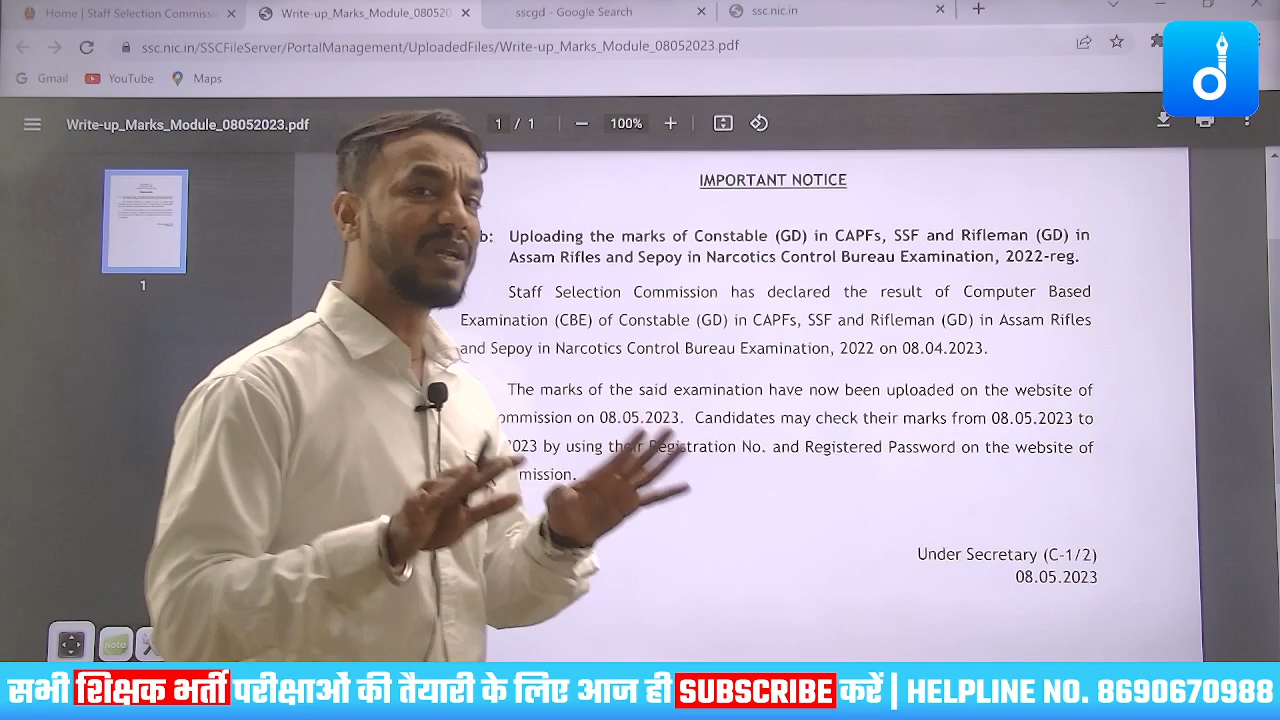 Home | Staff Selection Commiss
Write-up_Marks_Module_080520
sscgd - Google Search
ssc nic.in
ssc.nic.in/SSCFileServer/PortalManagement/UploadedFiles/Write-up_Marks_Module_08052023.pdf
Gmail YouTube Maps
Write-up_Marks_Module_08052023.pdf
1 / 1
100%
IMPORTANT NOTICE
b: Uploading the marks of Constable (GD) in CAPFs, SSF and Rifleman (GD) in
Assam Rifles and Sepoy in Narcotics Control Bureau Examination, 2022-reg.
Staff Selection Commission has declared the result of Computer Based
Examination (CBE) of Constable (GD) in CAPFs, SSF and Rifleman (GD) in Assam Rifles
and Sepoy in Narcotics Control Bureau Examination, 2022 on 08.04.2023.
The marks of the said examination have now been uploaded on the website of
ommission on 08.05.2023. Candidates may check their marks from 08.05.2023 to
2023 by using their Registration No. and Registered Password on the website of
mission.
Under Secretary (C-1/2)
08.05.2023
1
Note
सभी शिक्षक भर्ती परीक्षाओं की तैयारी के लिए आज ही SUBSCRIBE करें | HELPLINE NO. 8690670988